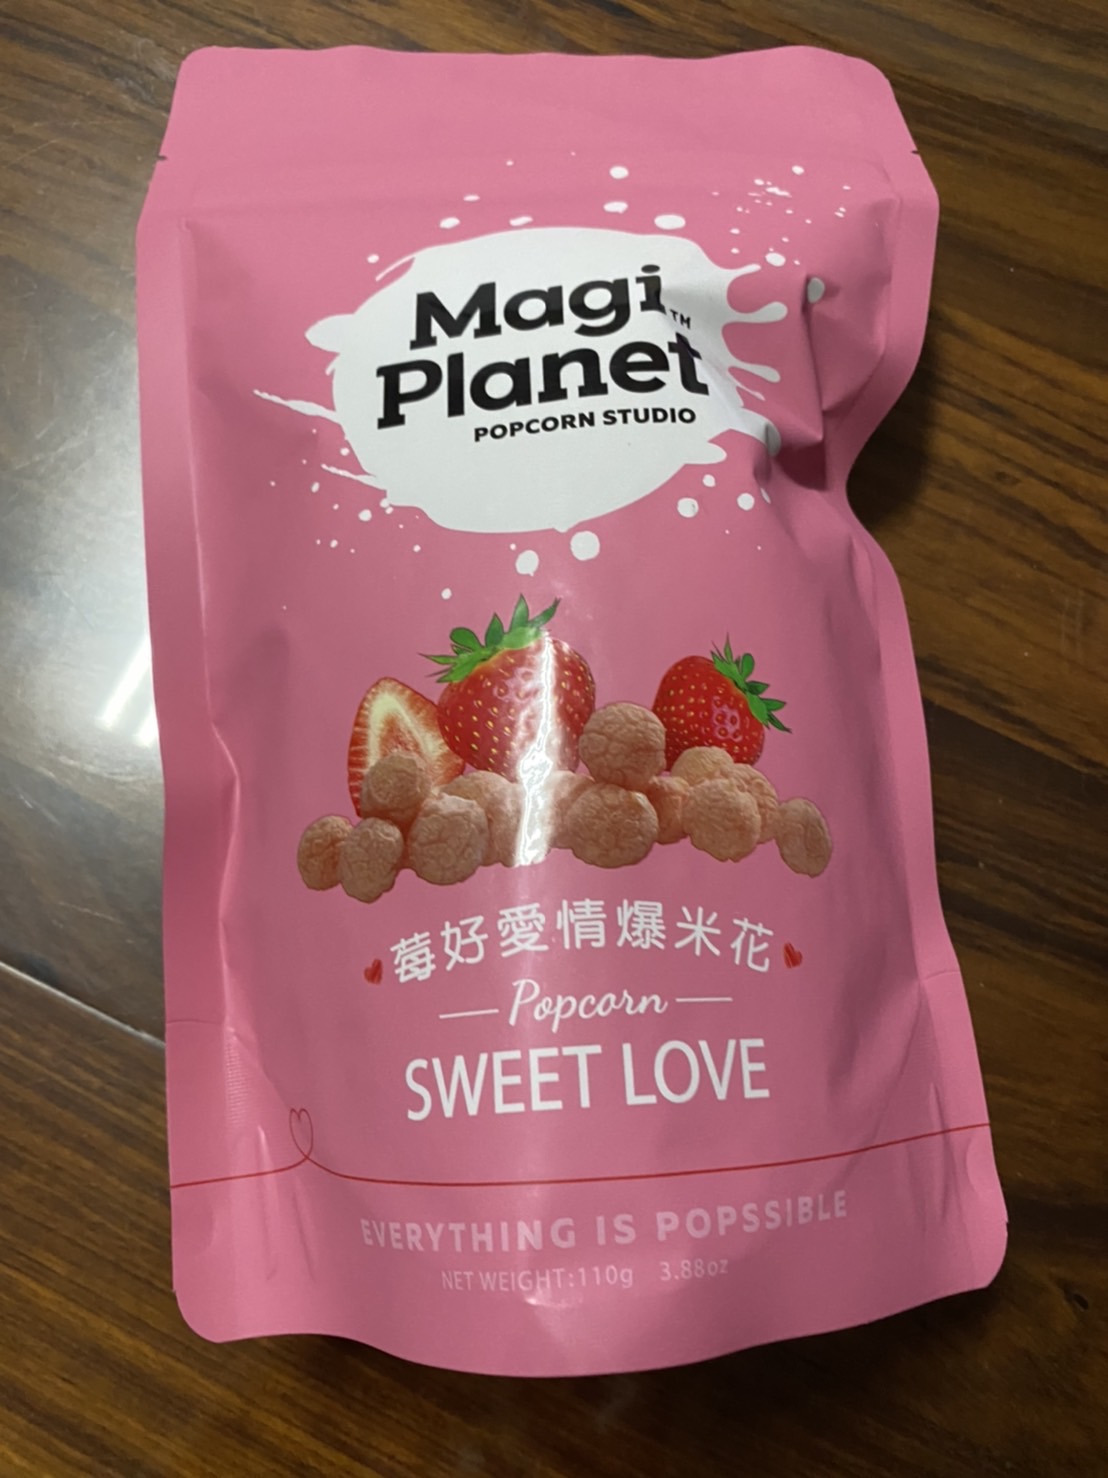 Magi™
Planet
POPCORN STUDIO
莓好愛情爆米花
Popcorn
SWEET LOVE
EVERYTHING IS POPSSIBLE
NET WEIGHT:110g 3.88oz